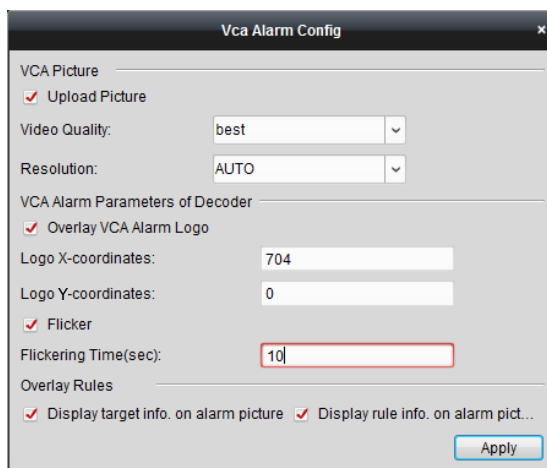 Vca Alarm Config ×
VCA Picture
Upload Picture
Video Quality: best
Resolution: AUTO
VCA Alarm Parameters of Decoder
Overlay VCA Alarm Logo
Logo X-coordinates: 704
Logo Y-coordinates: 0
Flicker
Flickering Time(sec): 10
Overlay Rules
Display target info. on alarm picture Display rule info. on alarm pict...
Apply